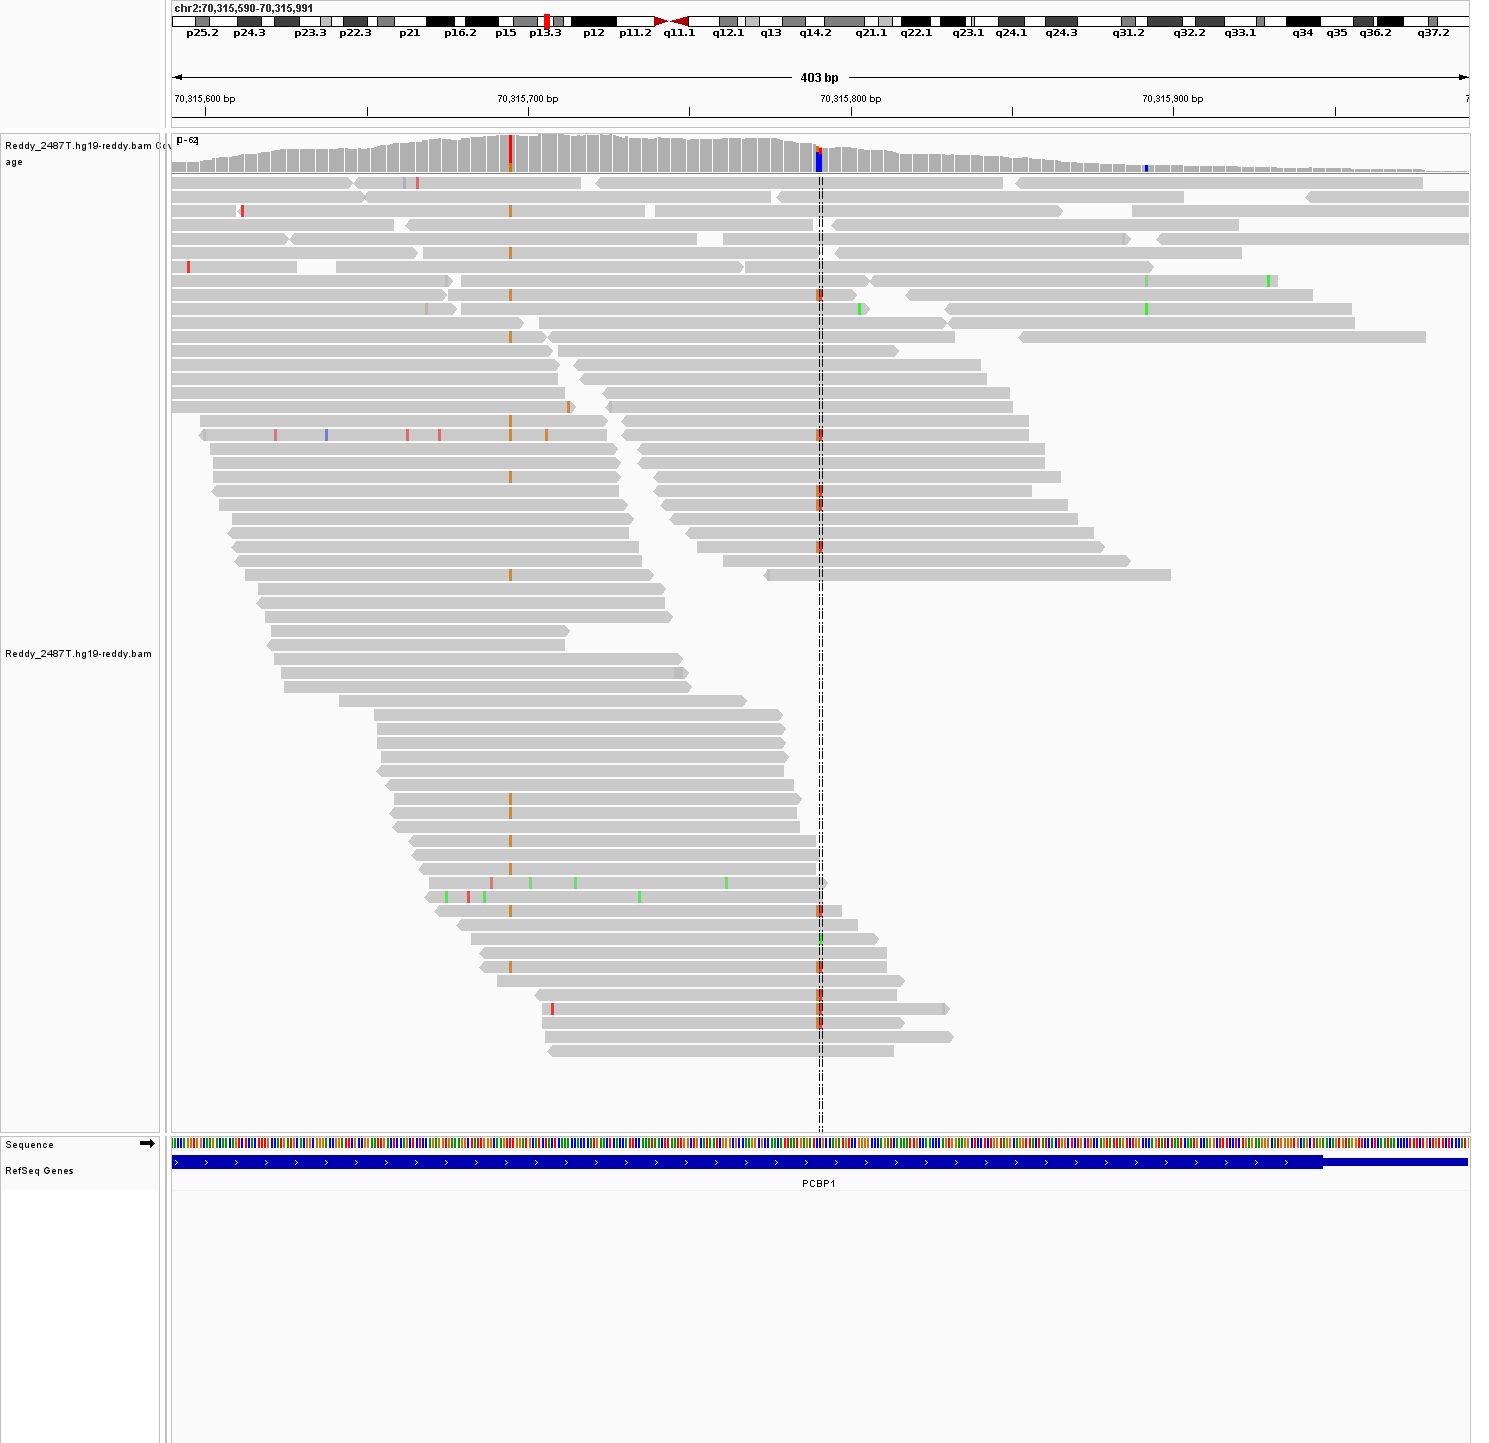 chr2:70,315,590-70,315,991
p25.2 p24.3 p23.3 p22.3 p21 p16.2 p15 p13.3 p12 p11.2 q11.1 q12.1 q13 q14.2 q21.1 q22.1 q23.1 q24.1 q24.3 q31.2 q32.2 q33.1 q34 q35 q36.2 q37.2
403 bp
70,315,600 bp 70,315,700 bp 70,315,800 bp 70,315,900 bp
[0-62]
Reddy_2487T.hg19-reddy.bam Cov
age
Reddy_2487T.hg19-reddy.bam
Sequence
RefSeq Genes
PCBP1